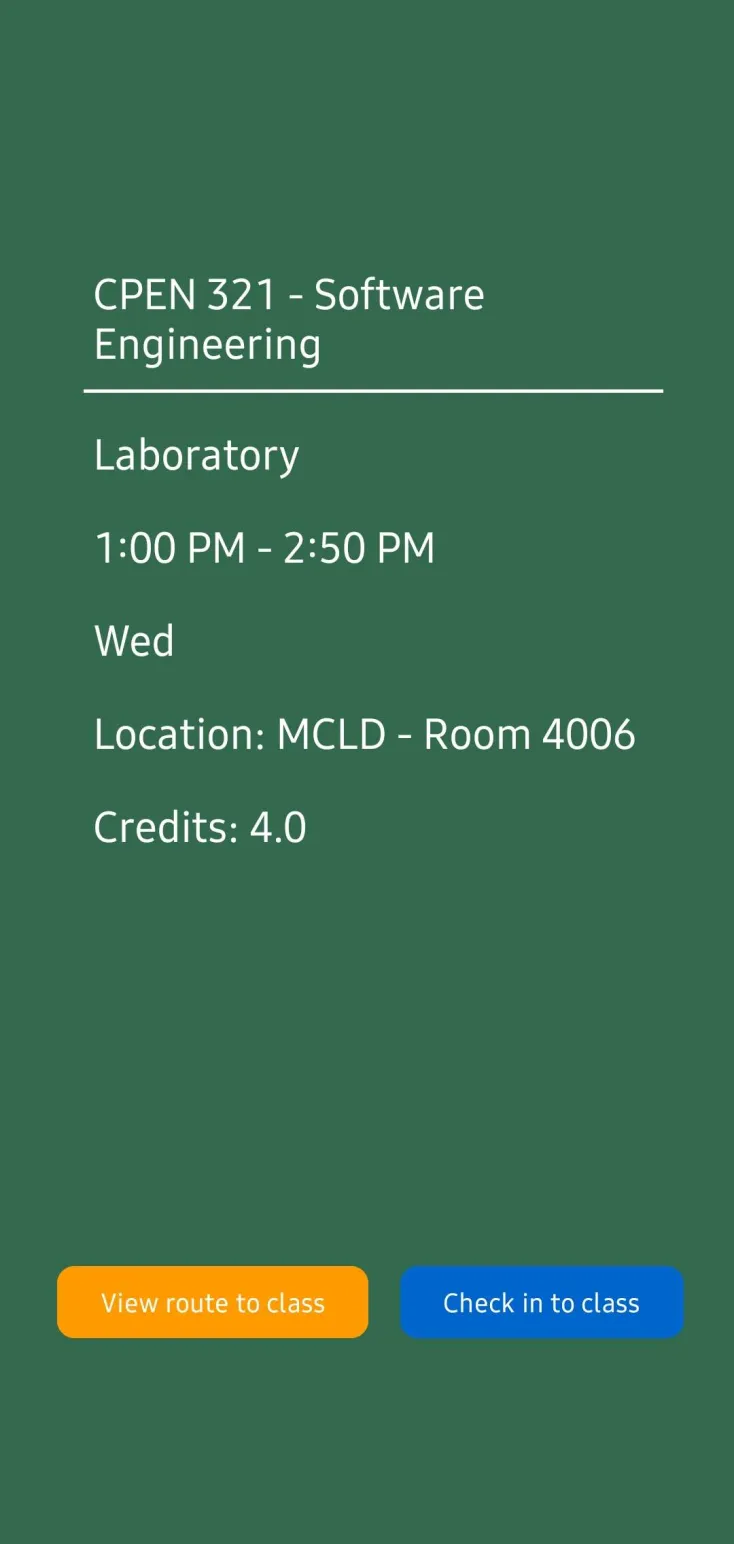 CPEN 321 - Software
Engineering
Laboratory
1:00 PM - 2:50 PM
Wed
Location: MCLD - Room 4006
Credits: 4.0
View route to class
Check in to class